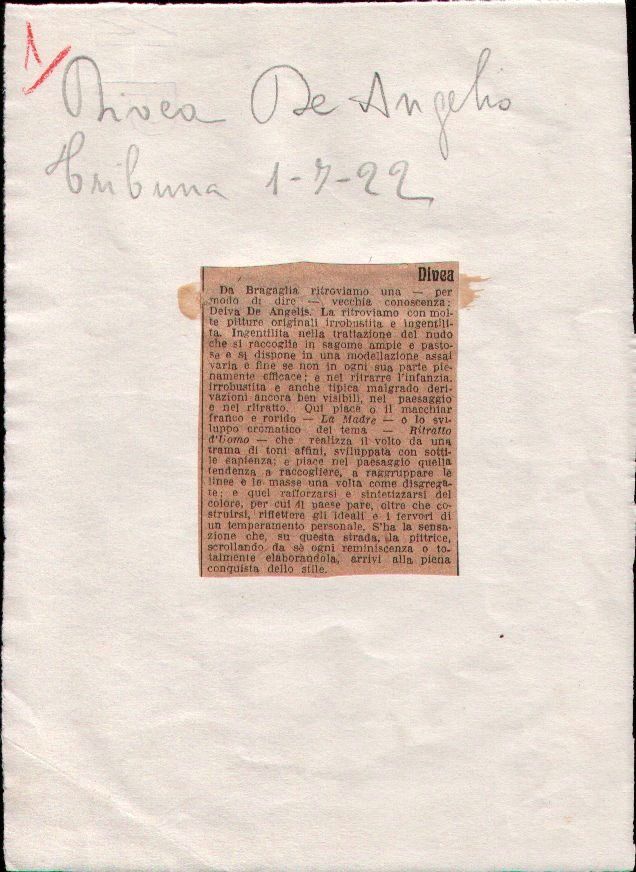 1
Divea De Angelis
Tribuna 1-7-22
Divea
Da Bragaglia ritroviamo una — per
modo di dire — vecchia conoscenza:
Deiva De Angelis. La ritroviamo con mol-
te pitture originali irrobustita e ingentili-
ta. Ingentilita nella trattazione del nudo
che si raccoglie in sagome ampie e pasto-
se e si dispone in una modellazione assai
varia e fine se non in ogni sua parte pie-
namente efficace; e nel ritrarre l'infanzia.
Irrobustita e anche tipica malgrado deri-
vazioni ancora ben visibili, nel paesaggio
e nel ritratto. Qui piace o il macchiar
franco e rorido — La Madre — o lo svi-
luppo cromatico del tema — Ritratto
d'Uomo — che realizza il volto da una
trama di toni affini, sviluppata con sotti-
le sapienza; e piace nel paesaggio quella
tendenza a raccogliere, a raggruppare le
linee e le masse una volta come disgrega-
te; e quel rafforzarsi e sintetizzarsi del
colore, per cui il paese pare, oltre che co-
struirsi, riflettere gli ideali e i fervori di
un temperamento personale. S'ha la sensa-
zione che, su questa strada, la pittrice,
scrollando da sè ogni reminiscenza o to-
talmente elaborandola, arrivi alla piena
conquista dello stile.